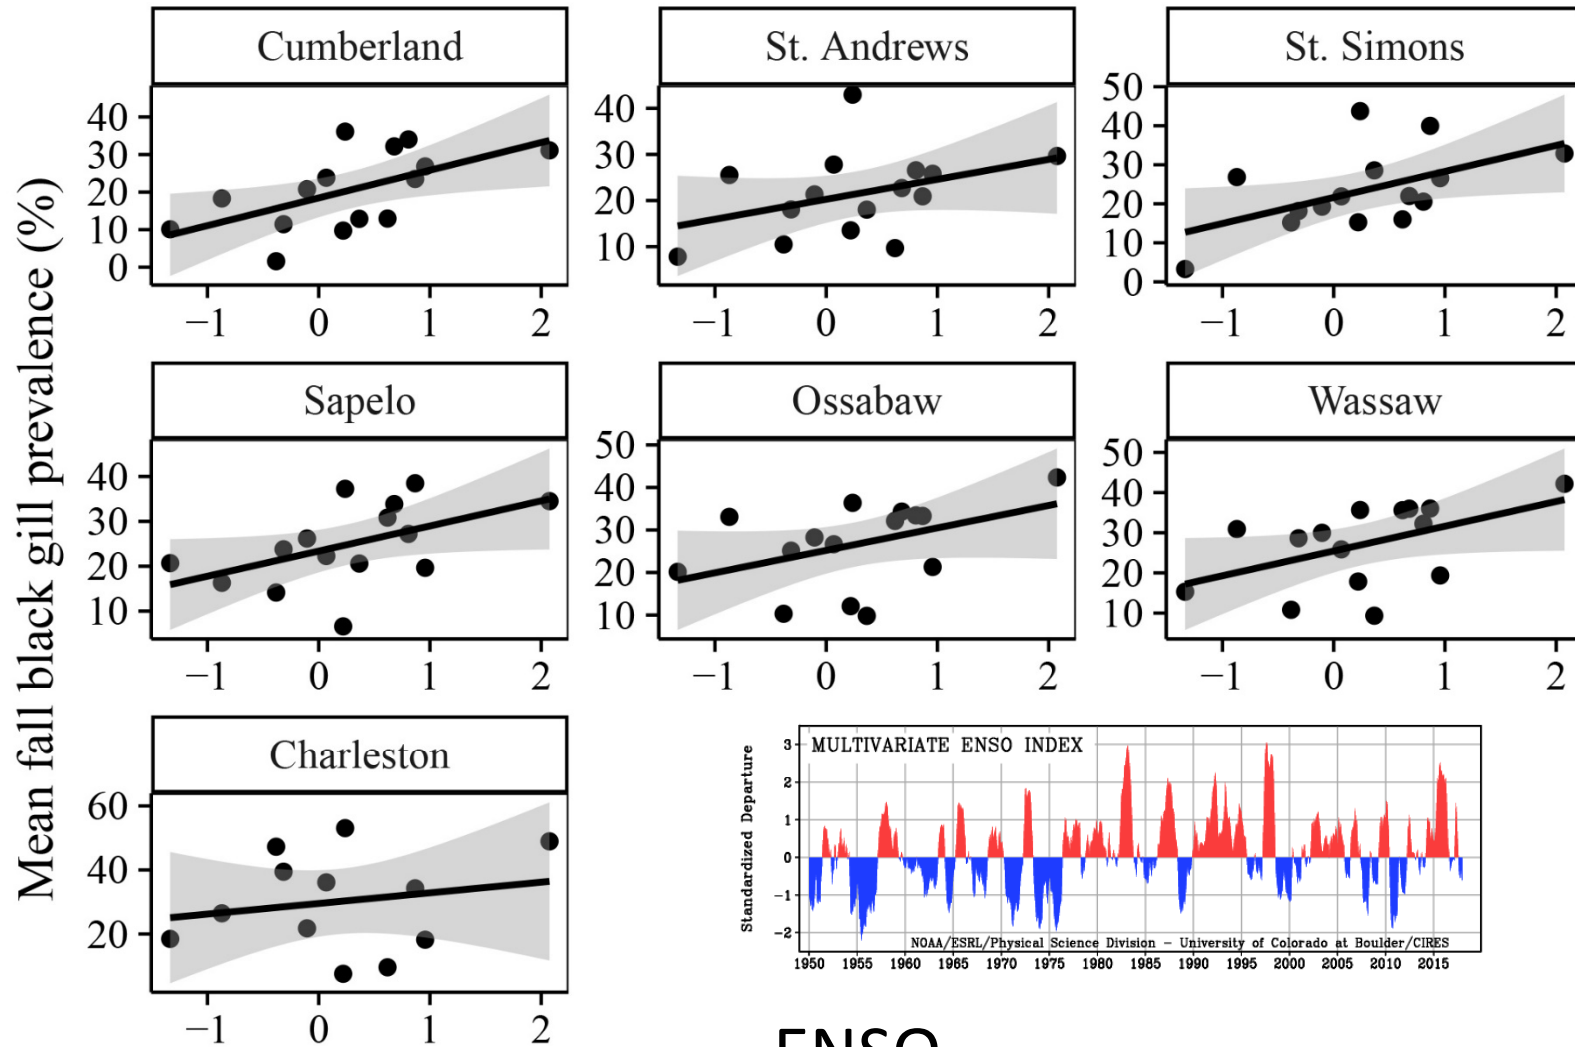 Mean fall black gill prevalence (%)
Cumberland
40
30
20
10
0
−1 0 1 2
St. Andrews
40
30
20
10
−1 0 1 2
St. Simons
50
40
30
20
10
0
−1 0 1 2
Sapelo
40
30
20
10
−1 0 1 2
Ossabaw
50
40
30
20
10
−1 0 1 2
Wassaw
50
40
30
20
10
−1 0 1 2
Charleston
60
40
20
−1 0 1 2
MULTIVARIATE ENSO INDEX
Standardized Departure
3
2
1
0
−1
−2
NOAA/ESRL/Physical Science Division − University of Colorado at Boulder/CIRES
1950 1955 1960 1965 1970 1975 1980 1985 1990 1995 2000 2005 2010 2015
ENSO